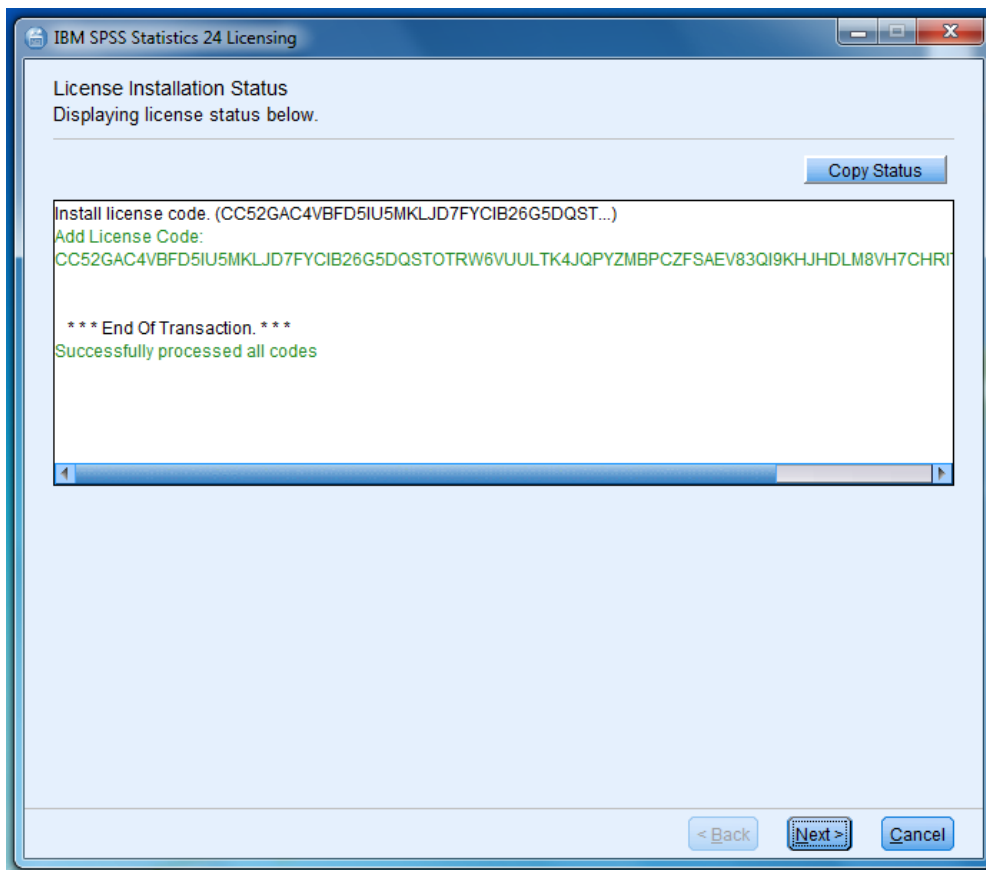 IBM SPSS Statistics 24 Licensing
License Installation Status
Displaying license status below.
Copy Status
Install license code. (CC52GAC4VBFD5IU5MKLJD7FYCIB26G5DQST...)
Add License Code:
CC52GAC4VBFD5IU5MKLJD7FYCIB26G5DQSTOTRW6VUULTK4JQPYZMBPCZFSAEV83QI9KHJHDLM8VH7CHRI
* * * End Of Transaction. * * *
Successfully processed all codes
< Back
Next >
Cancel